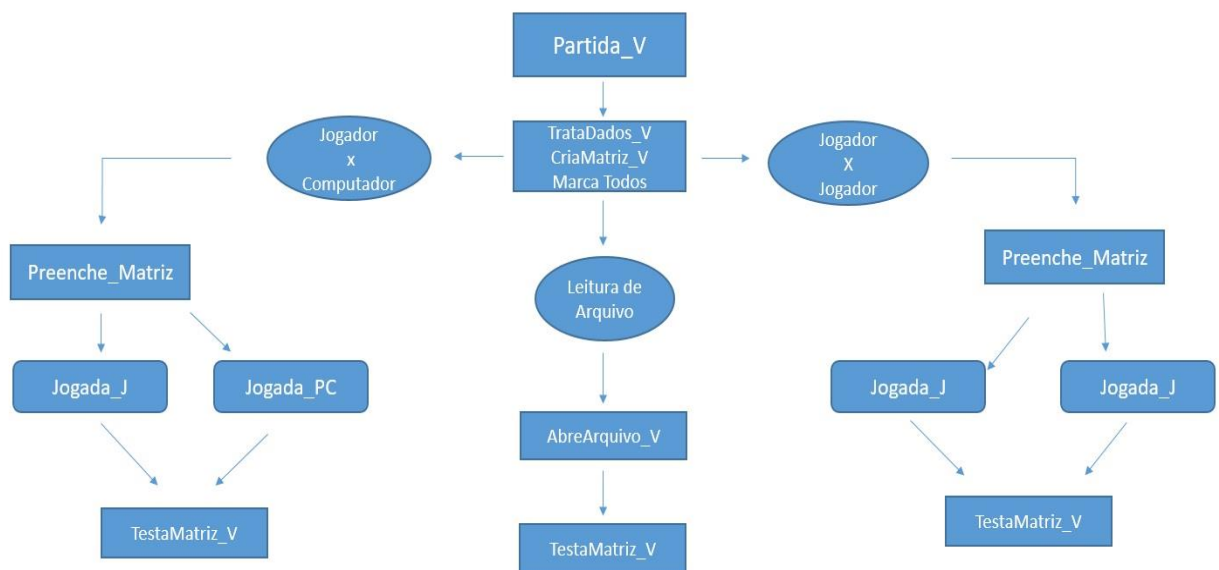 Partida_V
TrataDados_V
CriaMatriz_V
Marca Todos
Jogador
x
Computador
Jogador
X
Jogador
Preenche_Matriz
Leitura de
Arquivo
Preenche_Matriz
Jogada_J
Jogada_PC
AbreArquivo_V
Jogada_J
Jogada_J
TestaMatriz_V
TestaMatriz_V
TestaMatriz_V